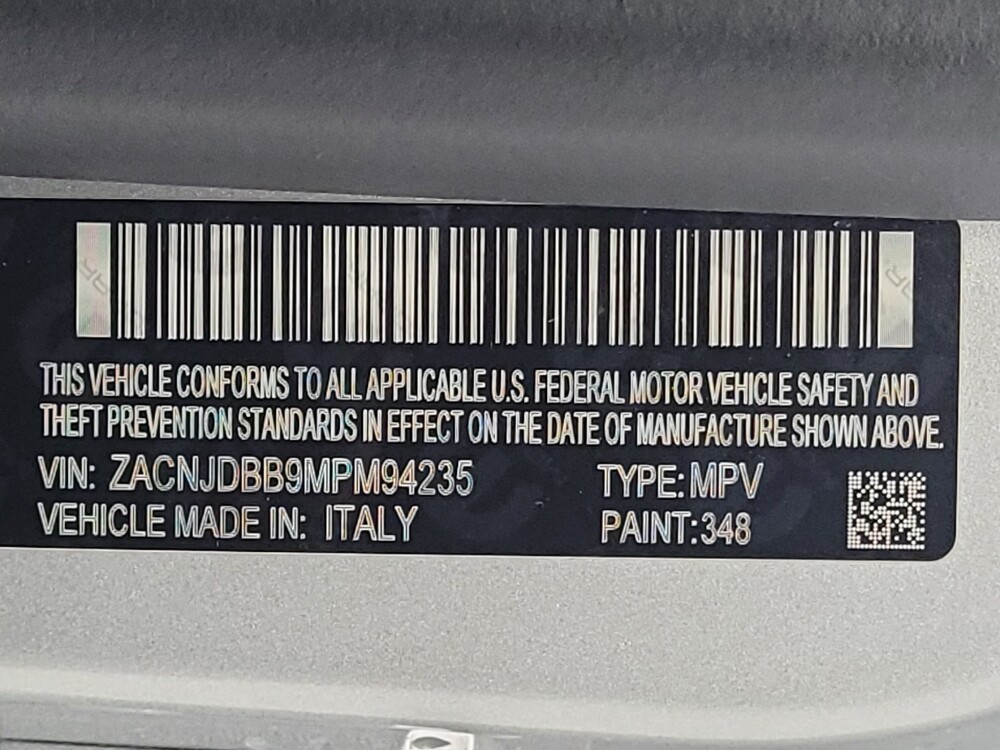 THIS VEHICLE CONFORMS TO ALL APPLICABLE U.S. FEDERAL MOTOR VEHICLE SAFETY AND
THEFT PREVENTION STANDARDS IN EFFECT ON THE DATE OF MANUFACTURE SHOWN ABOVE.
VIN: ZACNJDBB9MPM94235 TYPE: MPV
VEHICLE MADE IN: ITALY PAINT: 348